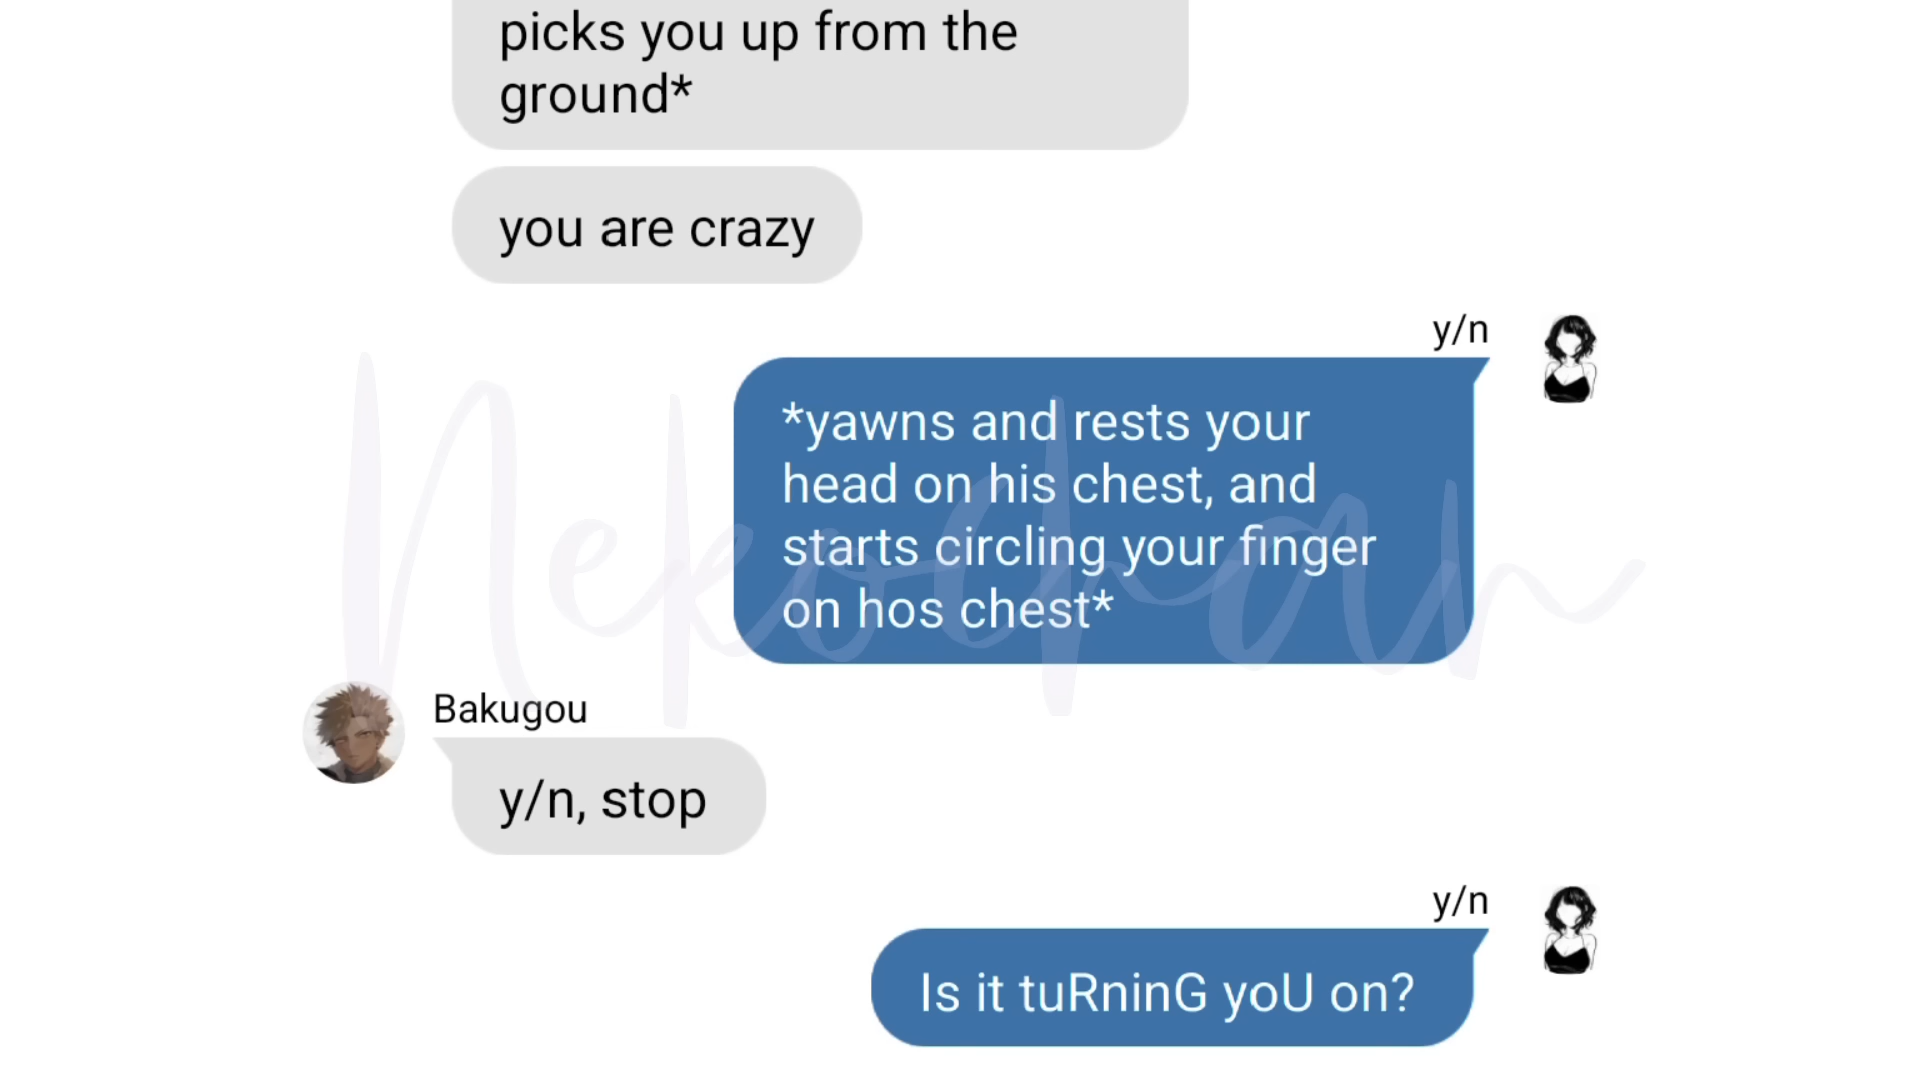 picks you up from the
ground*
you are crazy
y/n
*yawns and rests your
head on his chest, and
starts circling your finger
on hos chest*
Nekochan
Bakugou
y/n, stop
y/n
Is it tuRninG yoU on?